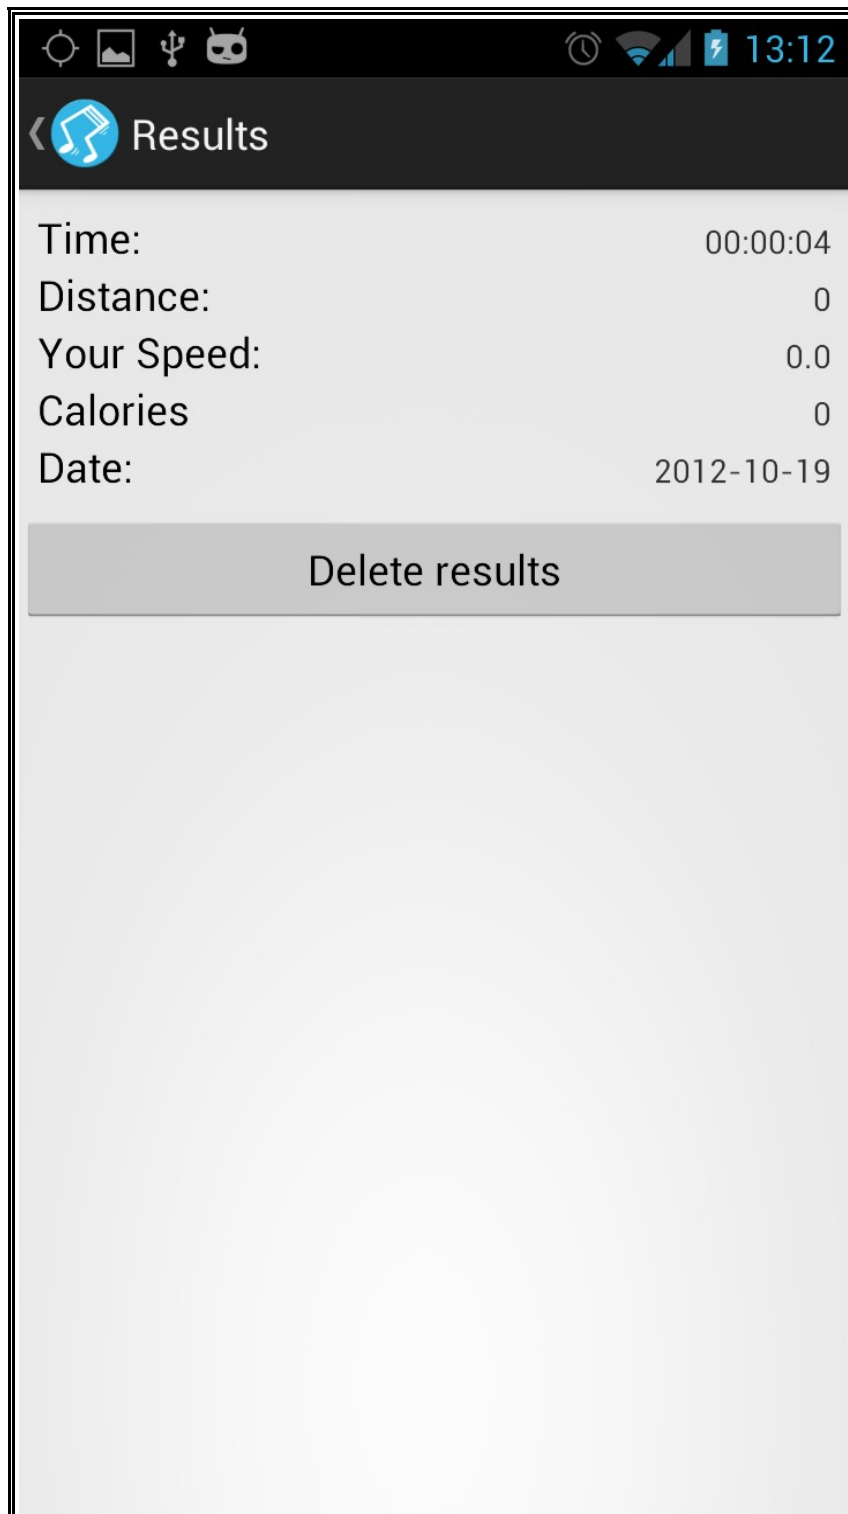 13:12
Results
Time: 00:00:04
Distance: 0
Your Speed: 0.0
Calories 0
Date: 2012-10-19
Delete results